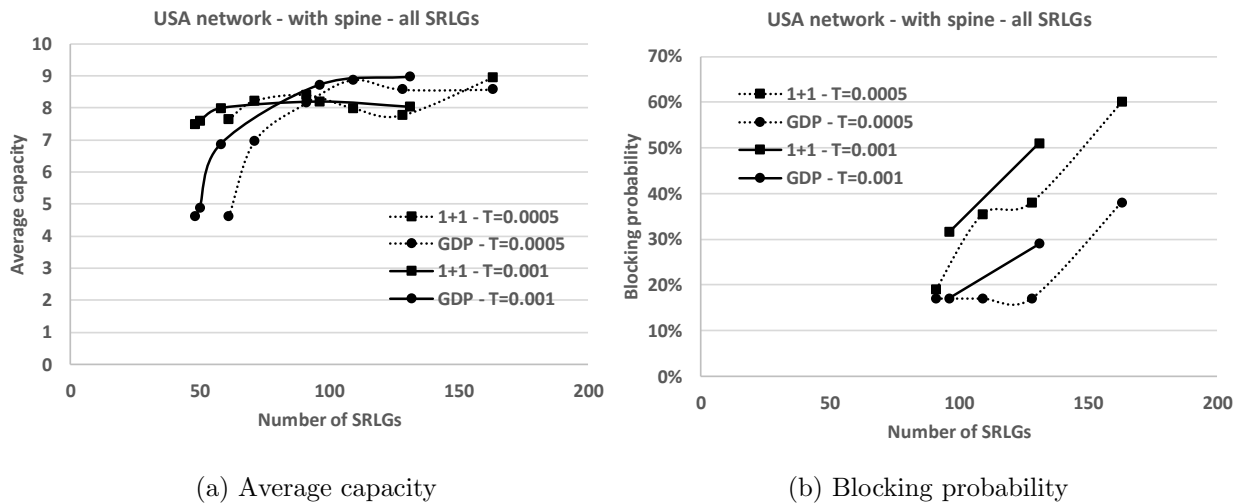 USA network - with spine - all SRLGs
Average capacity
10
9
8
7
6
5
4
3
2
1
0
1+1 - T=0.0005
GDP - T=0.0005
1+1 - T=0.001
GDP - T=0.001
0 50 100 150 200
Number of SRLGs
(a) Average capacity
USA network - with spine - all SRLGs
Blocking probability
70%
60%
50%
40%
30%
20%
10%
0%
1+1 - T=0.0005
GDP - T=0.0005
1+1 - T=0.001
GDP - T=0.001
0 50 100 150 200
Number of SRLGs
(b) Blocking probability